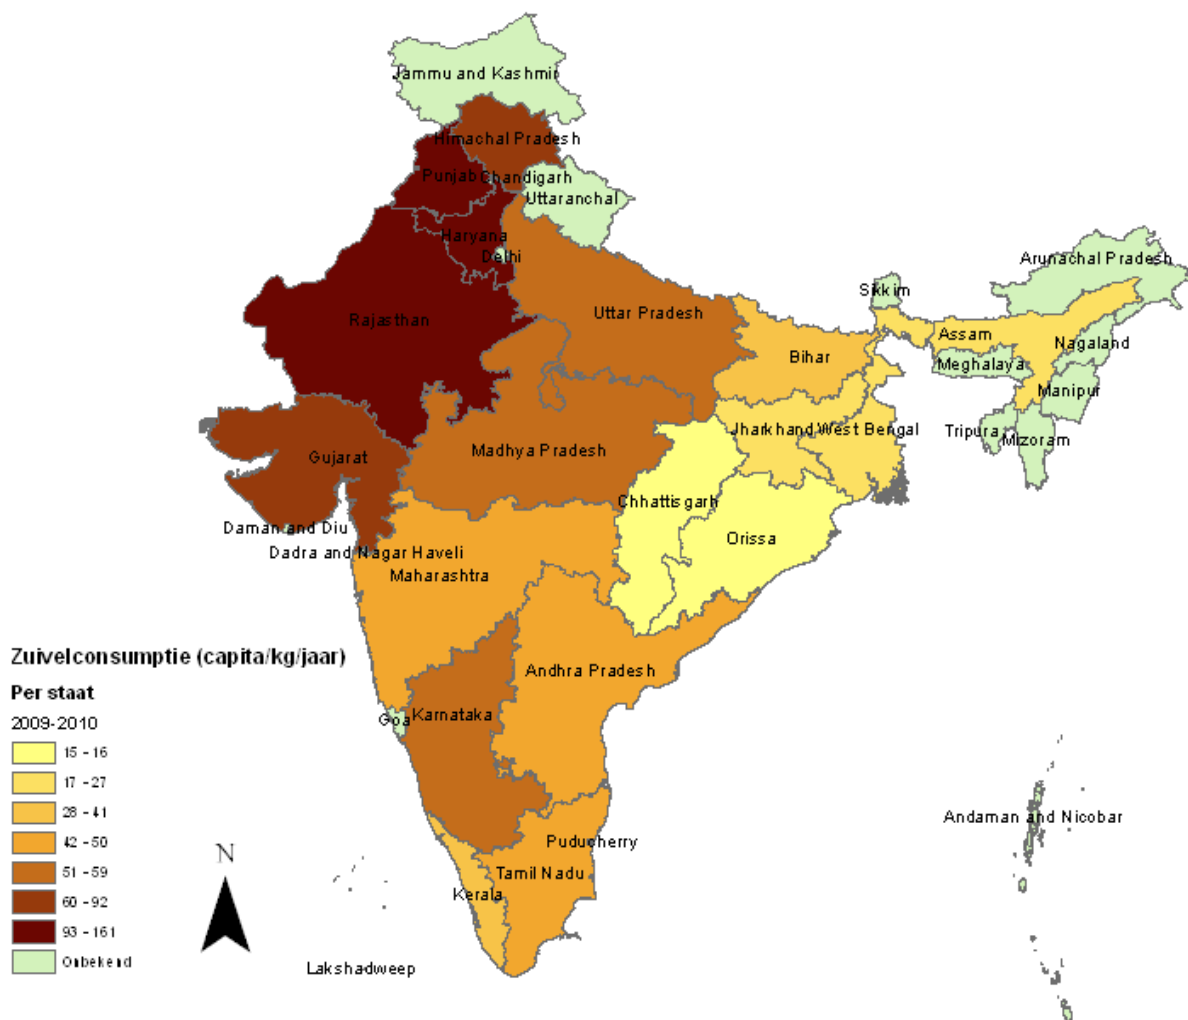 Jammu and Kashmir
Himachal Pradesh
Punjab
Chandigarh
Uttaranchal
Haryana
Delhi
Arunachal Pradesh
Sikkim
Rajasthan
Uttar Pradesh
Assam
Nagaland
Bihar
Meghalaya
Manipur
Jharkhand
West Bengal
Tripura
Mizoram
Gujarat
Madhya Pradesh
Chhattisgarh
Daman and Diu
Orissa
Dadra and Nagar Haveli
Maharashtra
Andhra Pradesh
Goa
Karnataka
Andaman and Nicobar
Puducherry
Tamil Nadu
Kerala
Lakshadweep
Zuivelconsumptie (capita/kg/jaar)
Per staat
2009-2010
15 - 16
17 - 27
28 - 41
42 - 50
51 - 59
60 - 92
93 - 161
Onbekend
N